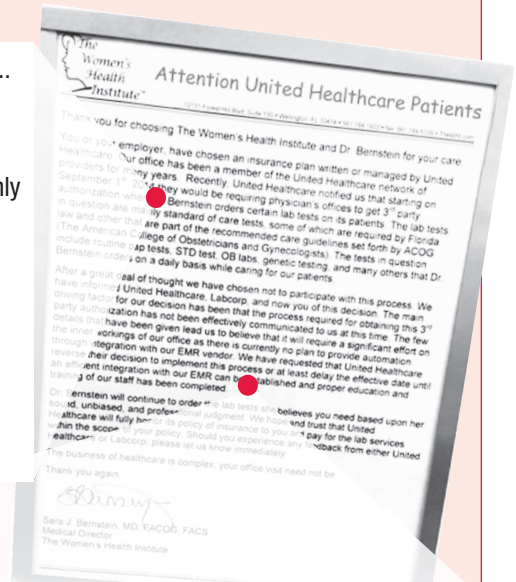 ..
nly
The
Women's
Health
Institute
Attention United Healthcare Patients
Forest Hill Blvd, Suite • Wellington, FL 33414
Thank you for choosing The Women's Health Institute and Dr. Bernstein for your care
You or your employer, have chosen an insurance plan written or managed by United
Healthcare. Our office has been a member of the United Healthcare network of
providers for many years. Recently, United Healthcare notified us that starting on
September 1st, 2014 they would be requiring physician's offices to get 3rd party
authorization when Bernstein orders certain lab tests on its patients. The lab tests
in question are mainly standard of care tests, some of which are required by Florida
law and other that are part of the recommended care guidelines set forth by ACOG
(The American College of Obstetricians and Gynecologists). The tests in question
include routine pap tests, STD test, OB labs, genetic testing, and many others that Dr.
Bernstein orders on a daily basis while caring for our patients.
After a great deal of thought we have chosen not to participate with this process. We
have informed United Healthcare, Labcorp, and now you of this decision. The main
driving factor for our decision has been that the process required for obtaining this 3rd
party authorization has not been effectively communicated to us at this time. The few
details that have been given lead us to believe that it will require a significant effort on
the inner workings of our office as there is currently no plan to provide automation
through integration with our EMR vendor. We have requested that United Healthcare
reverse their decision to implement this process or at least delay the effective date until
an efficient integration with our EMR can be established and proper education and
training of our staff has been completed.
Dr. Bernstein will continue to order the lab tests she believes you need based upon her
sound, unbiased, and professional judgment. We hope and trust that United
Healthcare will fully honor its policy of insurance to you and pay for the lab services
within the scope of your policy. Should you experience any feedback from either United
Healthcare or Labcorp, please let us know immediately.
The business of healthcare is complex, your office visit need not be.
Thank you again.
Sara J. Bernstein, MD, FACOG, FACS
Medical Director
The Women's Health Institute